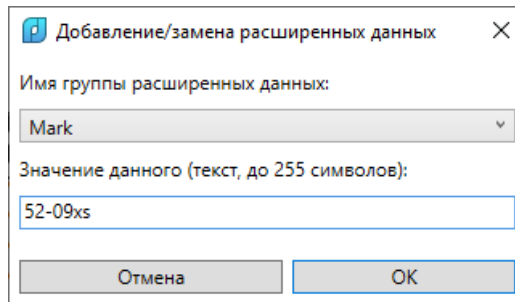 Добавление/замена расширенных данных
Имя группы расширенных данных:
Mark
Значение данного (текст, до 255 символов):
52-09xs
Отмена
OK